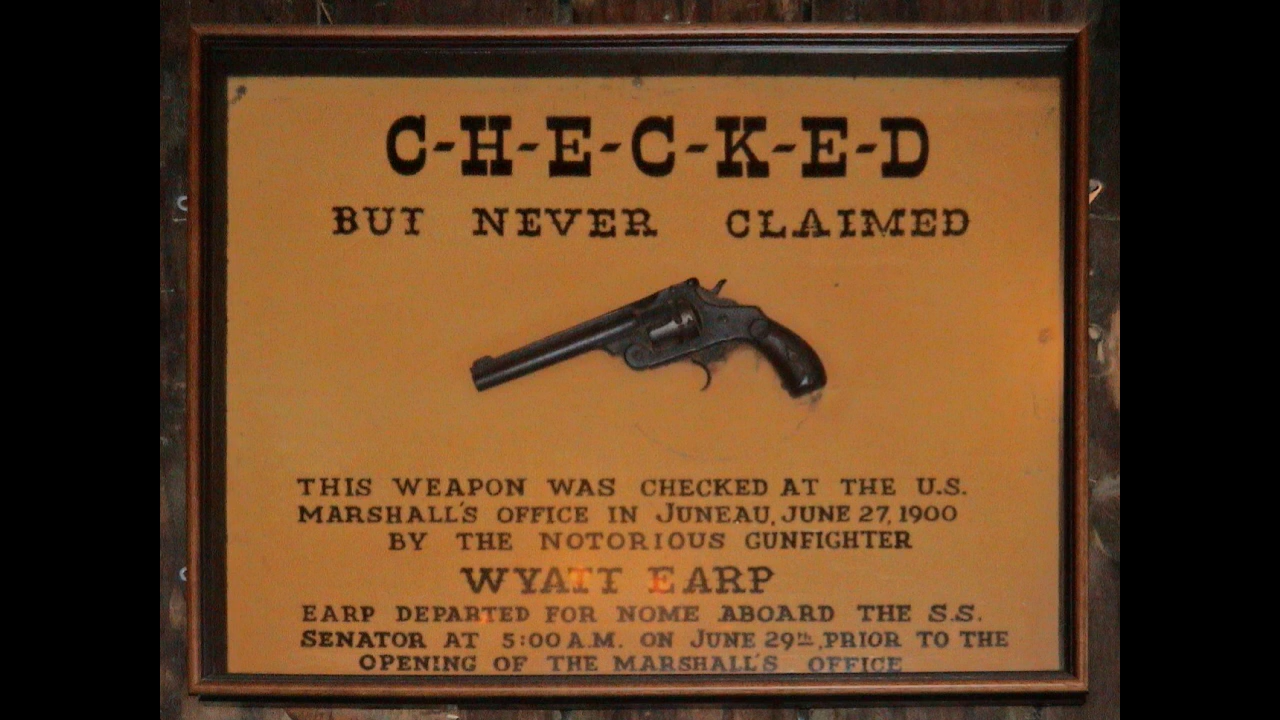 C-H-E-C-K-E-D
BUT NEVER CLAIMED
THIS WEAPON WAS CHECKED AT THE U.S.
MARSHALL'S OFFICE IN JUNEAU, JUNE 27, 1900
BY THE NOTORIOUS GUNFIGHTER
WYATT EARP
EARP DEPARTED FOR NOME ABOARD THE S.S.
SENATOR AT 5:00 A.M. ON JUNE 29th, PRIOR TO THE
OPENING OF THE MARSHALL'S OFFICE